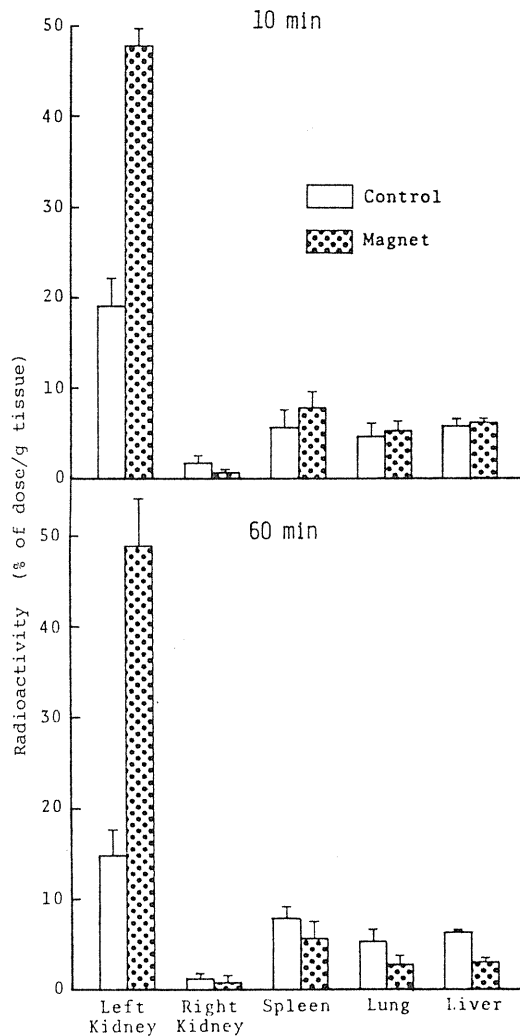 10 min
50
40
30
20
10
0
Control
Magnet
Radioactivity (% of dose/g tissue)
60 min
50
40
30
20
10
0
Left Kidney
Right Kidney
Spleen
Lung
Liver